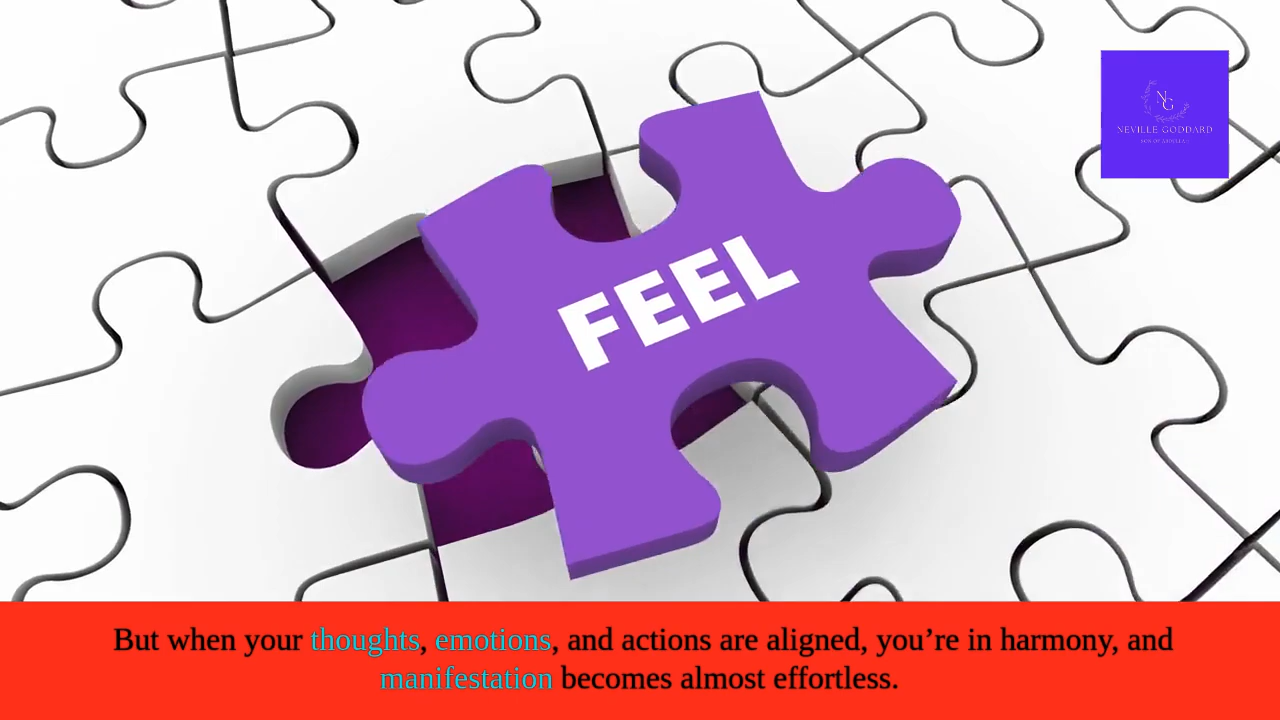 NG
NEVILLE GODDARD
FEEL
But when your thoughts, emotions, and actions are aligned, you’re in harmony, and
manifestation becomes almost effortless.